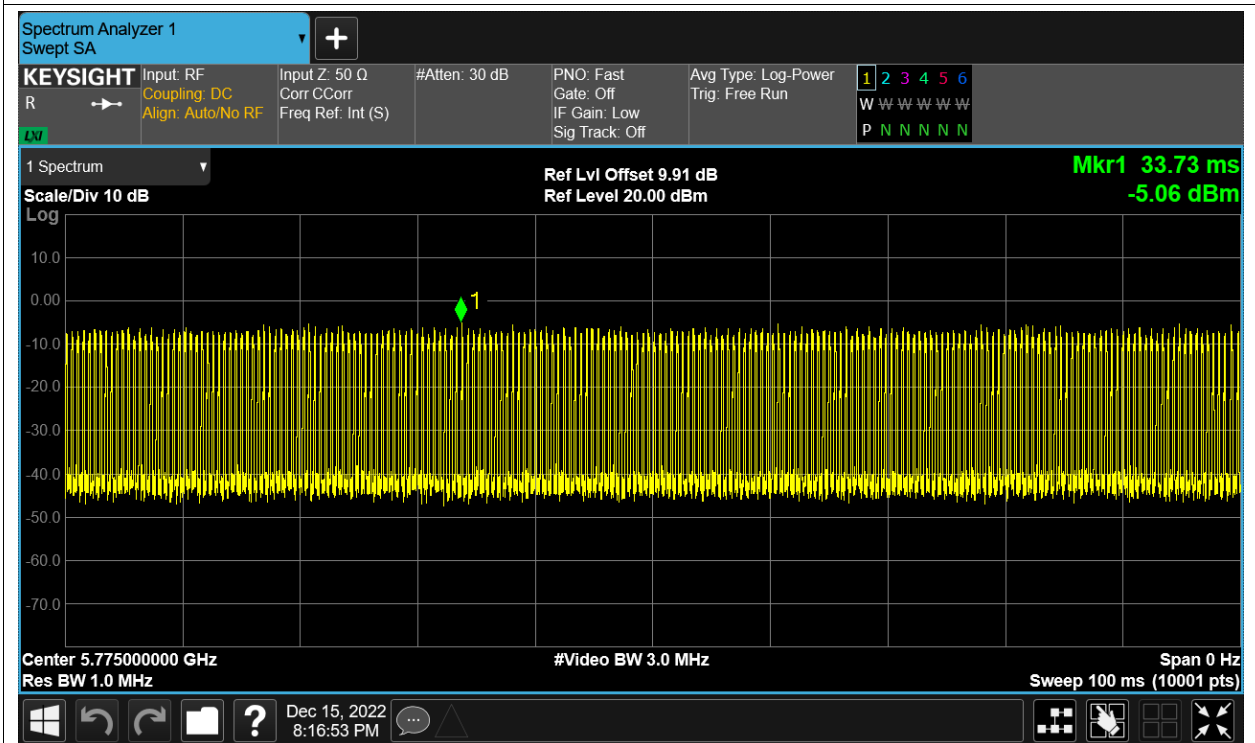 Spectrum Analyzer 1
Swept SA
KEYSIGHT
R
LXI
Input: RF
Coupling: DC
Align: Auto/No RF
Input Z: 50 Ω
Corr CCorr
Freq Ref: Int (S)
#Atten: 30 dB
PNO: Fast
Gate: Off
IF Gain: Low
Sig Track: Off
Avg Type: Log-Power
Trig: Free Run
1 2 3 4 5 6
W W W W W W
P N N N N N
1 Spectrum
Scale/Div 10 dB
Log
Ref Lvl Offset 9.91 dB
Ref Level 20.00 dBm
Mkr1 33.73 ms
-5.06 dBm
10.0
0.00
-10.0
-20.0
-30.0
-40.0
-50.0
-60.0
-70.0
1
Center 5.775000000 GHz
Res BW 1.0 MHz
#Video BW 3.0 MHz
Span 0 Hz
Sweep 100 ms (10001 pts)
?
Dec 15, 2022
8:16:53 PM